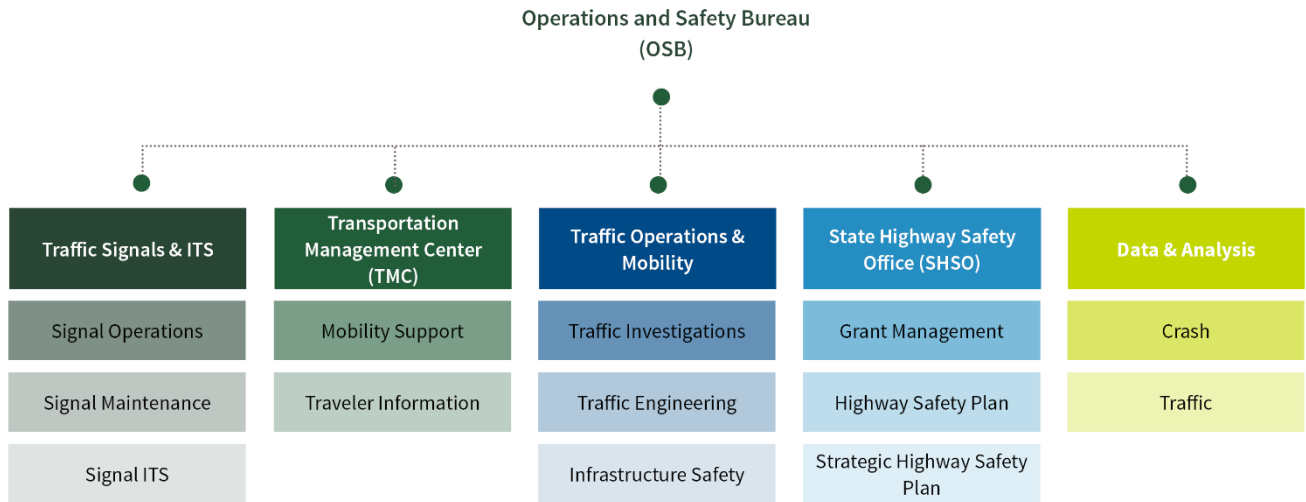 Operations and Safety Bureau
(OSB)
Traffic Signals & ITS
Signal Operations
Signal Maintenance
Signal ITS
Transportation
Management Center
(TMC)
Mobility Support
Traveler Information
Traffic Operations &
Mobility
Traffic Investigations
Traffic Engineering
Infrastructure Safety
State Highway Safety
Office (SHSO)
Grant Management
Highway Safety Plan
Strategic Highway Safety
Plan
Data & Analysis
Crash
Traffic